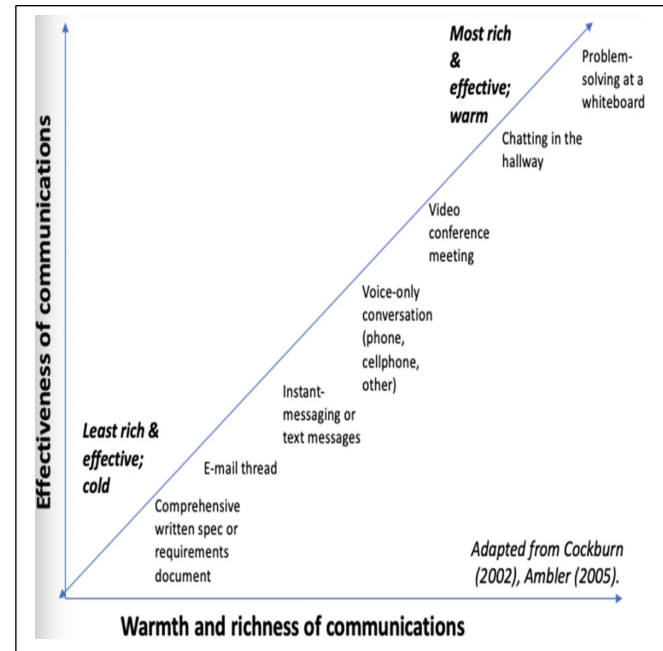 Effectiveness of communications
Most rich
&
effective;
warm
Problem-
solving at a
whiteboard
Chatting in the
hallway
Video
conference
meeting
Voice-only
conversation
(phone,
cellphone,
other)
Instant-
messaging or
text messages
Least rich &
effective;
cold
E-mail thread
Comprehensive
written spec or
requirements
document
Adapted from Cockburn
(2002), Ambler (2005).
Warmth and richness of communications